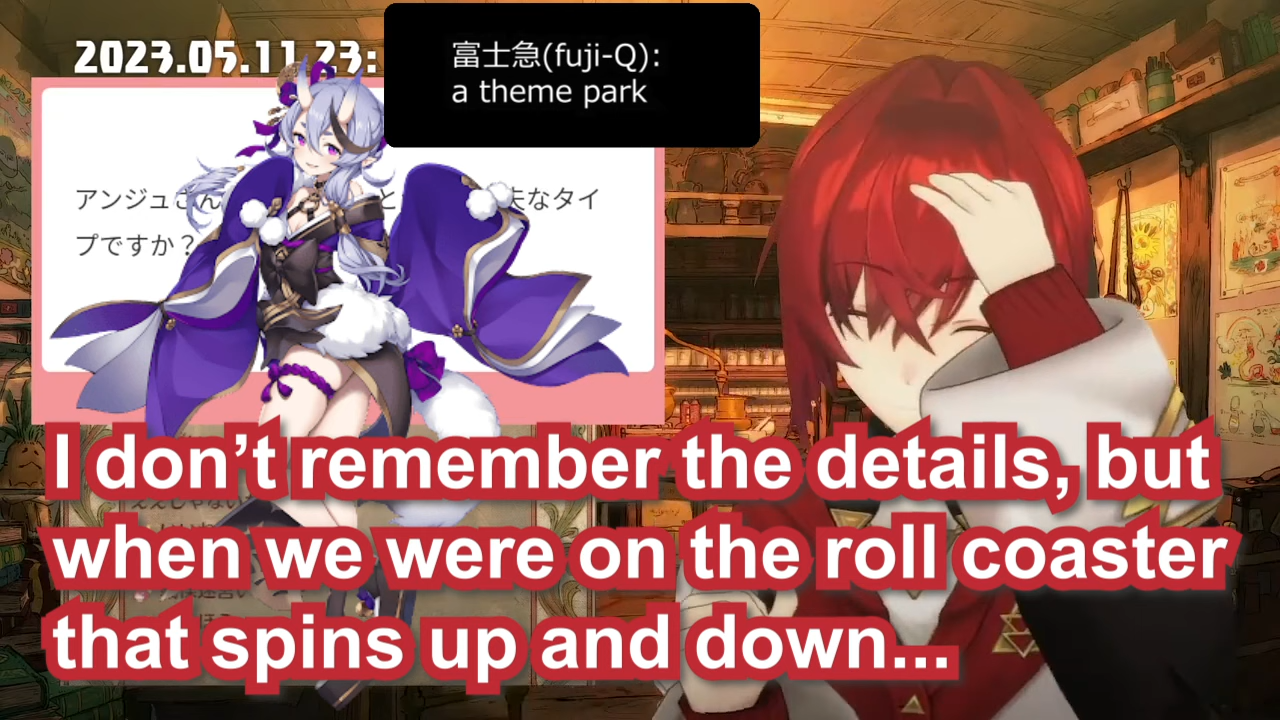 2023.05.11 23:
富士急(fuji-Q):
a theme park
アンジュさん
と
夫なタイ
プですか？
I don’t remember the details, but
when we were on the roll coaster
that spins up and down...